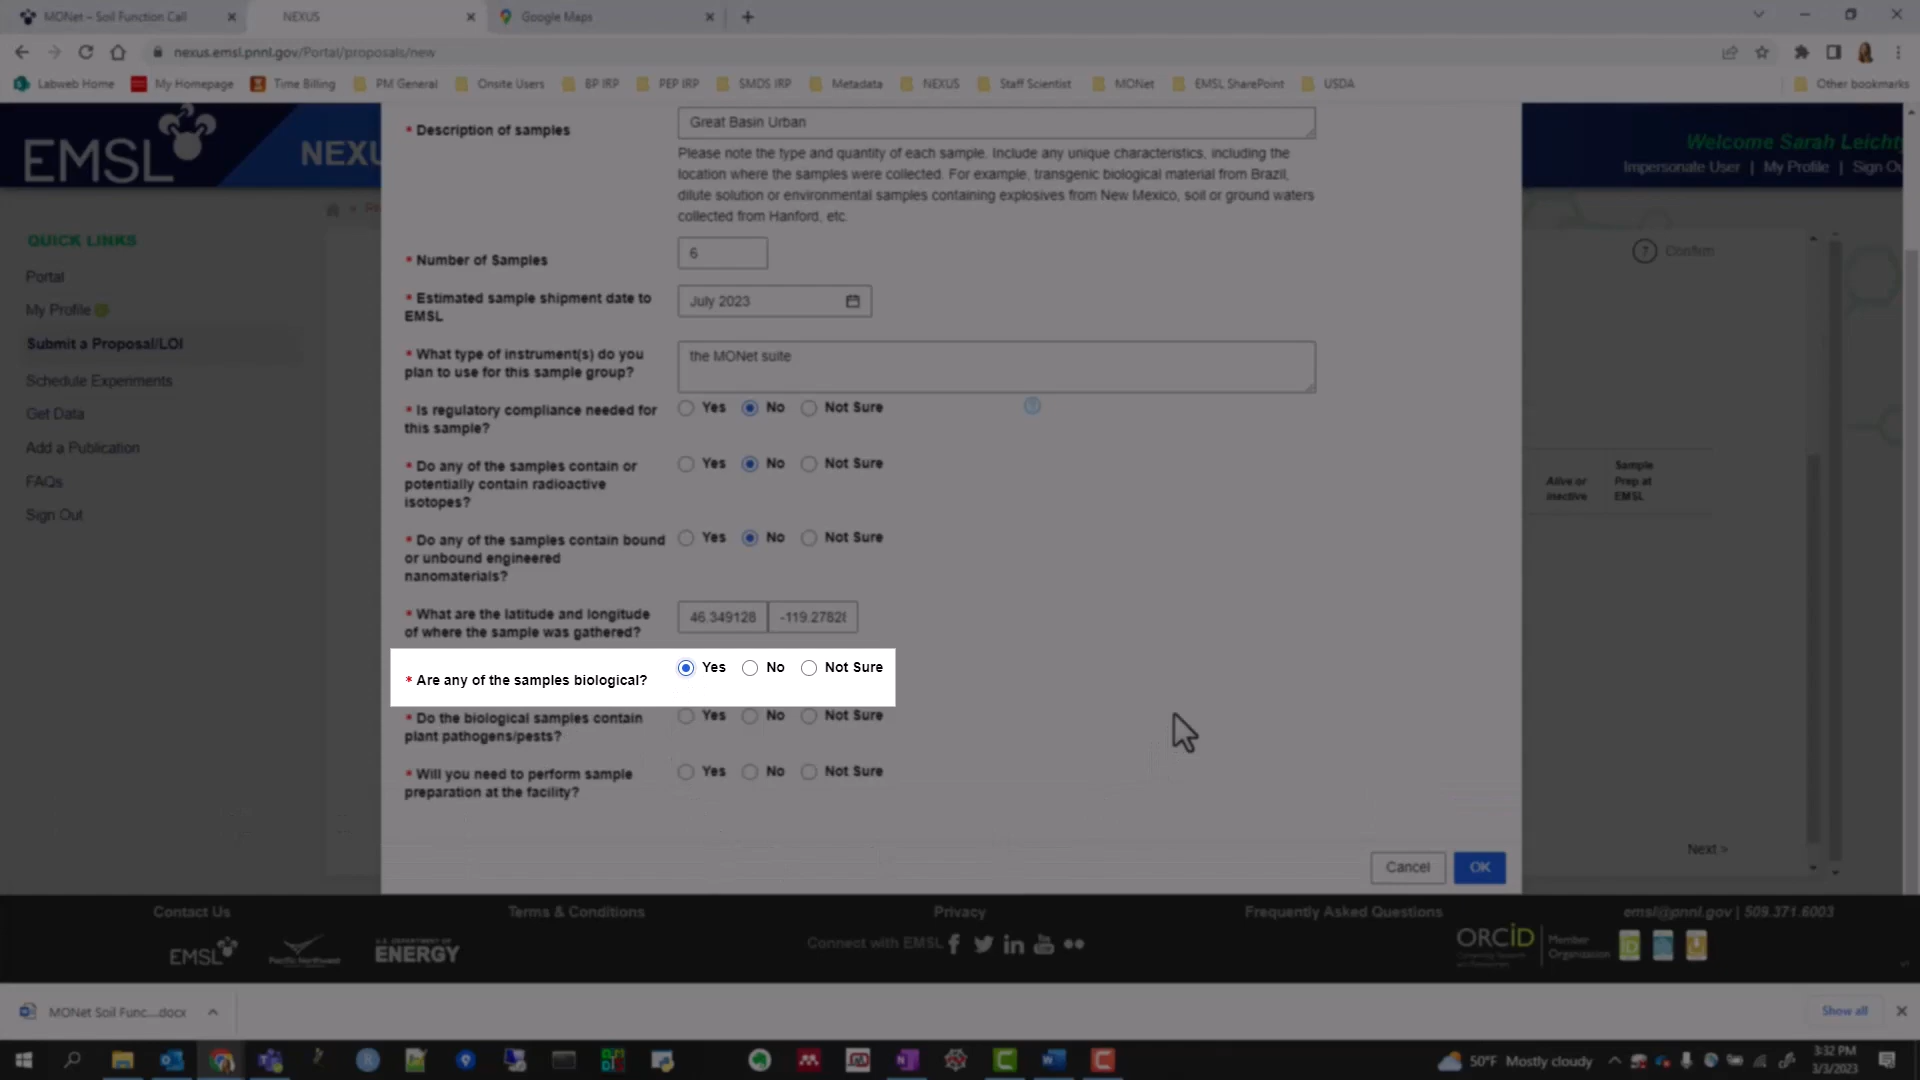 MONet – Soil Function Call
NEXUS
Google Maps
nexus.emsl.pnnl.gov/Portal/proposals/new
Labweb Home
My Homepage
Time Billing
PM General
Onsite Users
BP IRP
PEP IRP
SMDS IRP
Metadata
NEXUS
Staff Scientist
MONet
EMSL SharePoint
USDA
Other bookmarks
EMSL
NEXU
Welcome Sarah Leicht
Impersonate User | My Profile | Sign Ou
QUICK LINKS
Portal
My Profile
Submit a Proposal/LOI
Schedule Experiments
Get Data
Add a Publication
FAQs
Sign Out
* Description of samples
Great Basin Urban
Please note the type and quantity of each sample. Include any unique characteristics, including the
location where the samples were collected. For example, transgenic biological material from Brazil,
dilute solution or environmental samples containing explosives from New Mexico, soil or ground waters
collected from Hanford, etc.
* Number of Samples
6
* Estimated sample shipment date to
EMSL
July 2023
* What type of instrument(s) do you
plan to use for this sample group?
the MONet suite
* Is regulatory compliance needed for
this sample?
Yes No Not Sure
* Do any of the samples contain or
potentially contain radioactive
isotopes?
Yes No Not Sure
* Do any of the samples contain bound
or unbound engineered
nanomaterials?
Yes No Not Sure
* What are the latitude and longitude
of where the sample was gathered?
46.349128 -119.27828
* Are any of the samples biological?
Yes No Not Sure
* Do the biological samples contain
plant pathogens/pests?
Yes No Not Sure
* Will you need to perform sample
preparation at the facility?
Yes No Not Sure
Cancel OK
? Confirm
Alive or
inactive
Sample
Prep at
EMSL
Next >
Contact Us
Terms & Conditions
Privacy
Frequently Asked Questions
emsl@pnnl.gov | 509.371.6003
EMSL
Pacific Northwest
U.S. DEPARTMENT OF
ENERGY
Connect with EMSL
ORCID
Member
Organization
MONet Soil Func....docx
Show all
50°F Mostly cloudy
3:32 PM
3/3/2023